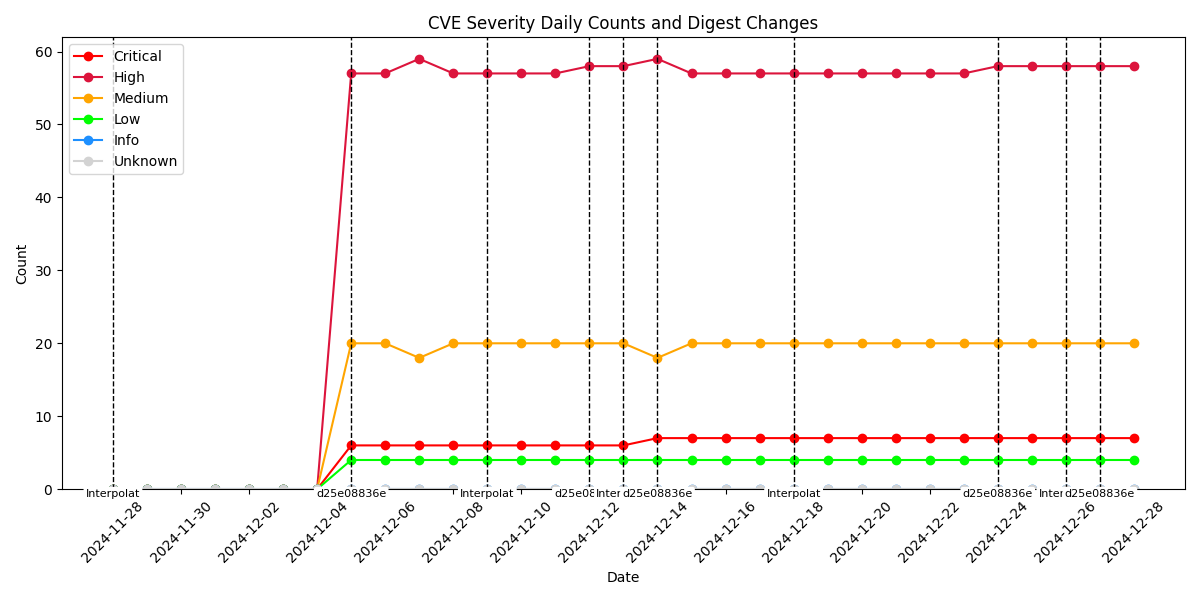 CVE Severity Daily Counts and Digest Changes
Critical
High
Medium
Low
Info
Unknown
60
50
40
30
20
10
0
Count
Interpolat
d25e08836e
Interpolat
d25e0
Inter
d25e08836e
Interpolat
d25e08836e
Inter
d25e08836e
2024-11-28
2024-11-30
2024-12-02
2024-12-04
2024-12-06
2024-12-08
2024-12-10
2024-12-12
2024-12-14
2024-12-16
2024-12-18
2024-12-20
2024-12-22
2024-12-24
2024-12-26
2024-12-28
Date